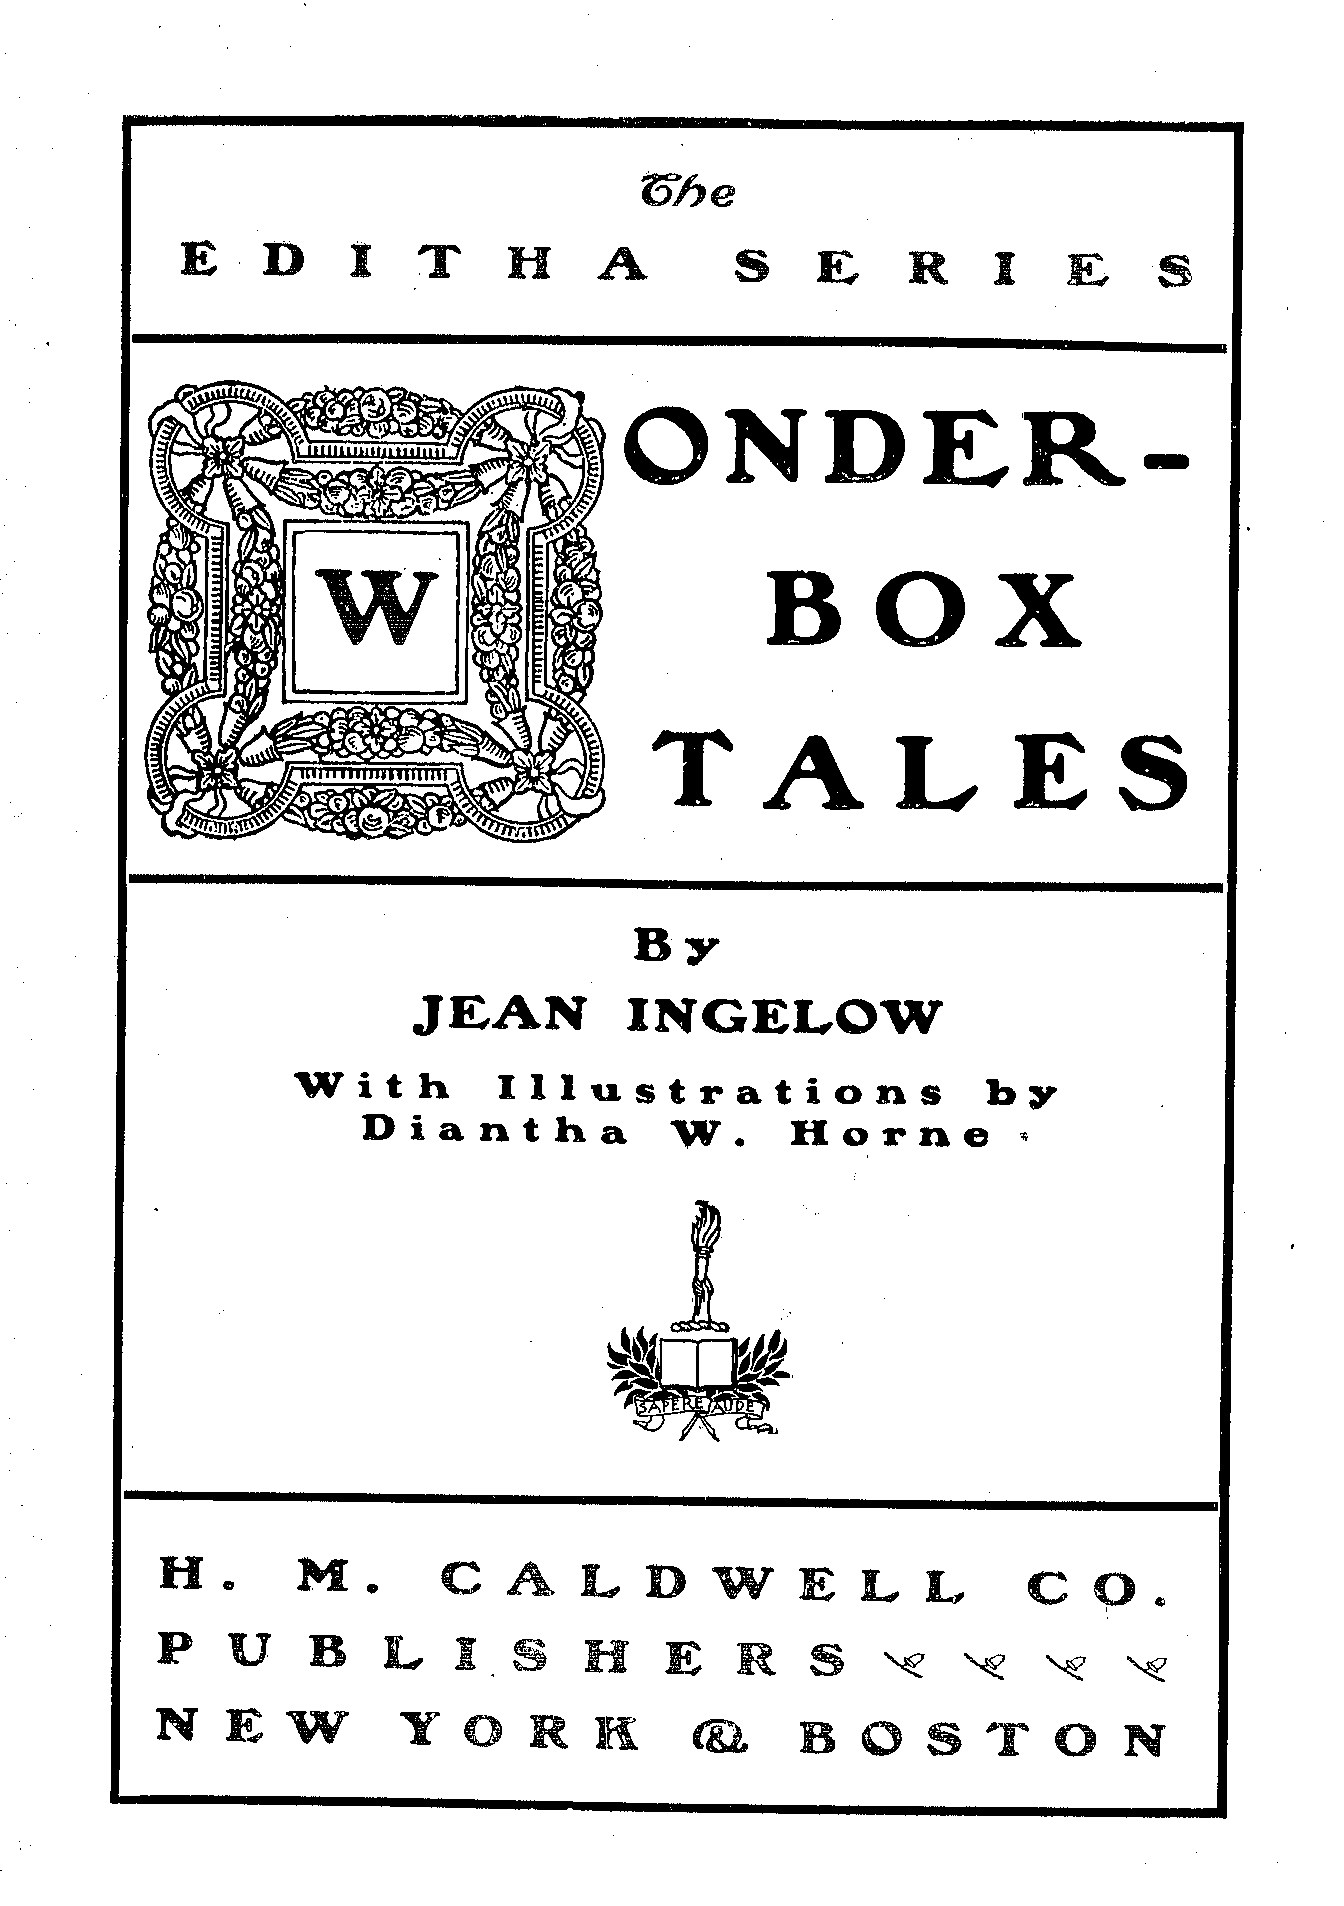 The
EDITHA SERIES
WONDER-
BOX
TALES
By
JEAN INGELOW
With Illustrations by
Diantha W. Horne
SAPERE AUDE
H. M. CALDWELL CO.
PUBLISHERS
NEW YORK & BOSTON